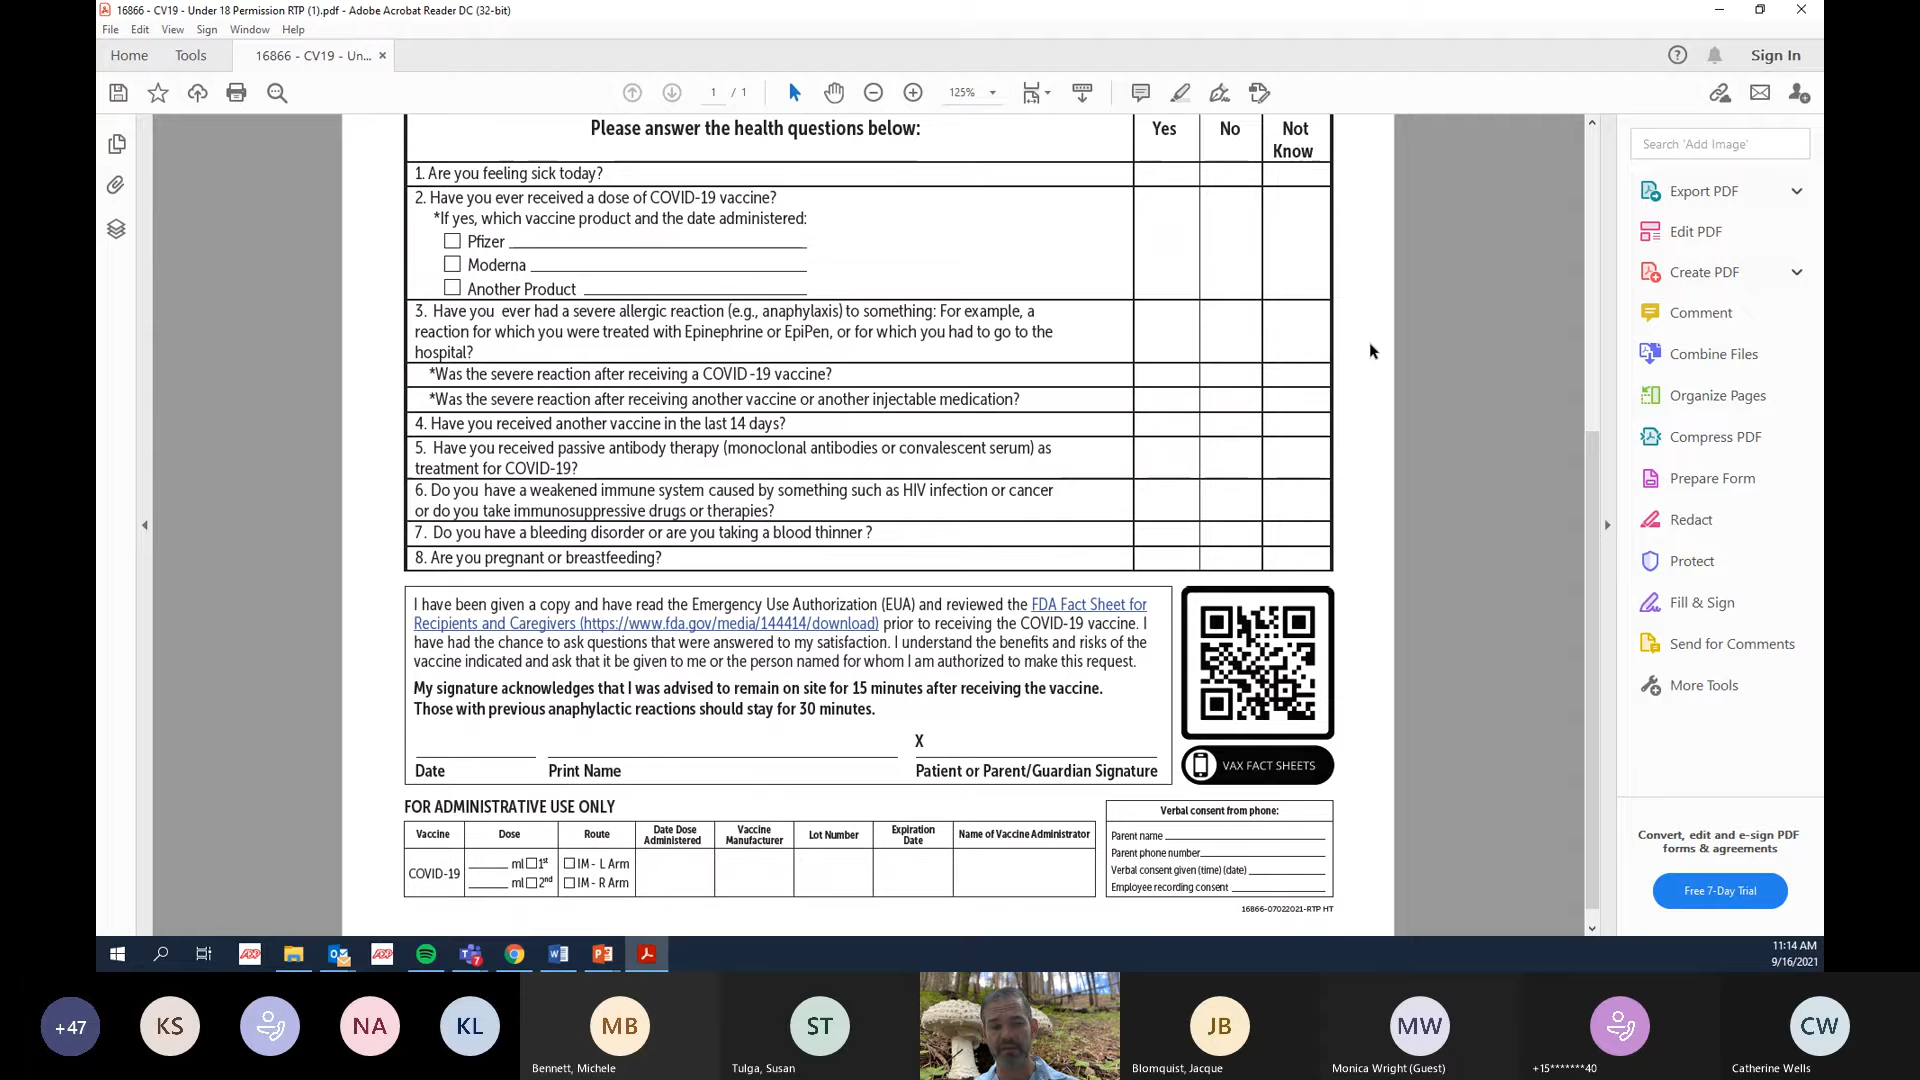 16866 - CV19 - Under 18 Permission RTP (1).pdf - Adobe Acrobat Reader DC (32-bit)
File Edit View Sign Window Help
Home Tools 16866 - CV19 - Un... × Sign In
1 / 1 125%
Please answer the health questions below: Yes No Not Know
1. Are you feeling sick today?
2. Have you ever received a dose of COVID-19 vaccine?
*If yes, which vaccine product and the date administered:
Pfizer
Moderna
Another Product
3. Have you ever had a severe allergic reaction (e.g., anaphylaxis) to something: For example, a
reaction for which you were treated with Epinephrine or EpiPen, or for which you had to go to the
hospital?
*Was the severe reaction after receiving a COVID-19 vaccine?
*Was the severe reaction after receiving another vaccine or another injectable medication?
4. Have you received another vaccine in the last 14 days?
5. Have you received passive antibody therapy (monoclonal antibodies or convalescent serum) as
treatment for COVID-19?
6. Do you have a weakened immune system caused by something such as HIV infection or cancer
or do you take immunosuppressive drugs or therapies?
7. Do you have a bleeding disorder or are you taking a blood thinner?
8. Are you pregnant or breastfeeding?
I have been given a copy and have read the Emergency Use Authorization (EUA) and reviewed the FDA Fact Sheet for
Recipients and Caregivers (https://www.fda.gov/media/144414/download) prior to receiving the COVID-19 vaccine. I
have had the chance to ask questions that were answered to my satisfaction. I understand the benefits and risks of the
vaccine indicated and ask that it be given to me or the person named for whom I am authorized to make this request.
My signature acknowledges that I was advised to remain on site for 15 minutes after receiving the vaccine.
Those with previous anaphylactic reactions should stay for 30 minutes.
X
Date Print Name Patient or Parent/Guardian Signature
VAX FACT SHEETS
FOR ADMINISTRATIVE USE ONLY
Vaccine Dose Route Date Dose Administered Vaccine Manufacturer Lot Number Expiration Date Name of Vaccine Administrator
COVID-19
ml 1st IM - L Arm
ml 2nd IM - R Arm
Verbal consent from phone:
Parent name
Parent phone number
Verbal consent given (time) (date)
Employee recording consent
16866-07022021-RTP HT
Search 'Add Image'
Export PDF
Edit PDF
Create PDF
Comment
Combine Files
Organize Pages
Compress PDF
Prepare Form
Redact
Protect
Fill & Sign
Send for Comments
More Tools
Convert, edit and e-sign PDF
forms & agreements
Free 7-Day Trial
11:14 AM
9/16/2021
+47 KS NA KL MB ST JB MW CW
Bennett, Michele Tulga, Susan Blomquist, Jacque Monica Wright (Guest) +15*******40 Catherine Wells